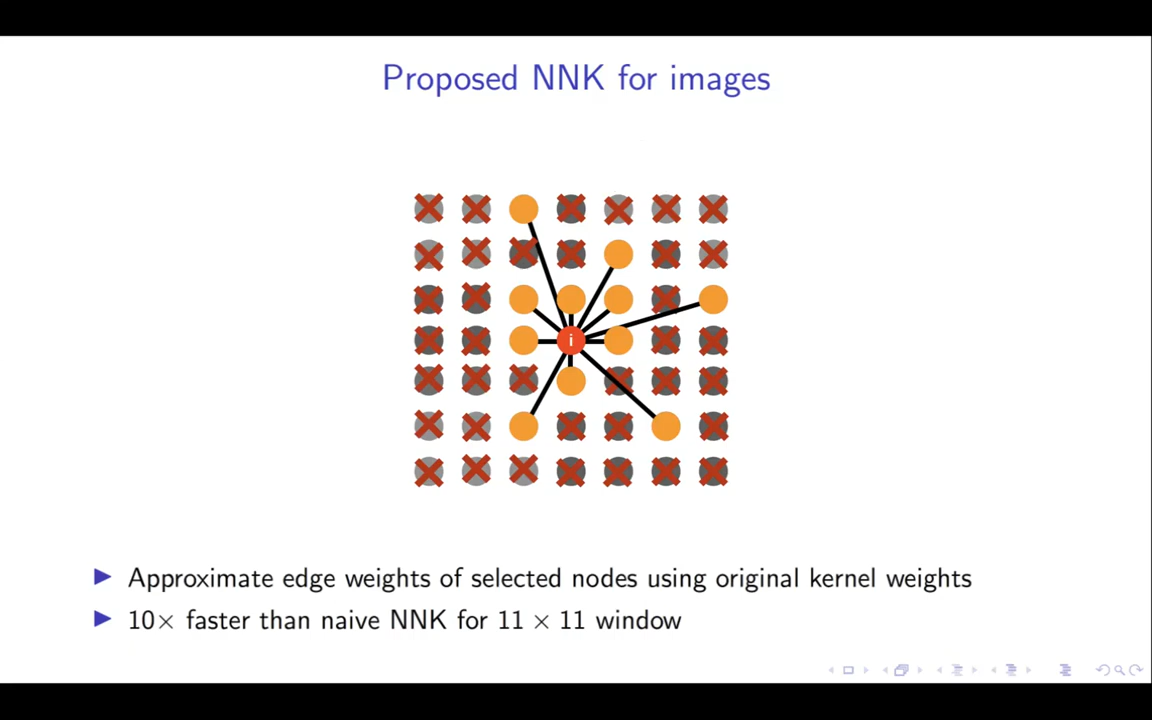 Proposed NNK for images
i
Approximate edge weights of selected nodes using original kernel weights
10× faster than naive NNK for 11 × 11 window